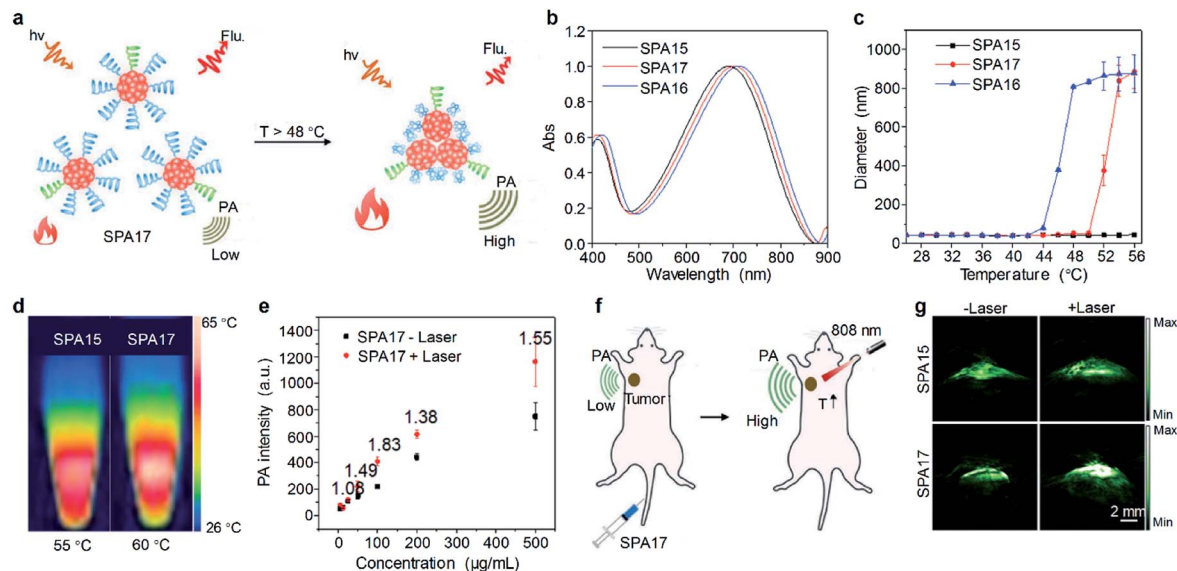 a
hν
Flu.
SPA17
PA
Low
T > 48 °C
hν
Flu.
PA
High
b
SPA15
SPA17
SPA16
Abs
1.2
1.0
0.8
0.6
0.4
0.2
0.0
400 500 600 700 800 900
Wavelength (nm)
c
SPA15
SPA17
SPA16
Diameter (nm)
1000
800
600
400
200
0
28 32 36 40 44 48 52 56
Temperature (°C)
d
SPA15 SPA17
65 °C
26 °C
55 °C 60 °C
e
SPA17 - Laser
SPA17 + Laser
PA intensity (a.u.)
1400
1200
1000
800
600
400
200
0
1.08
1.49
1.83
1.38
1.55
0 100 200 300 400 500
Concentration (µg/mL)
f
PA
Low
Tumor
SPA17
808 nm
PA
High
T↑
g
-Laser +Laser
SPA15
SPA17
Max
Min
Max
Min
2 mm